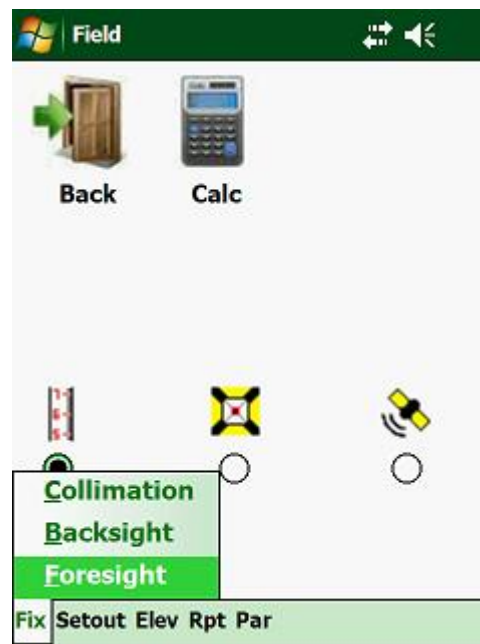 Field
Back Calc
Collimation
Backsight
Foresight
Fix Setout Elev Rpt Par